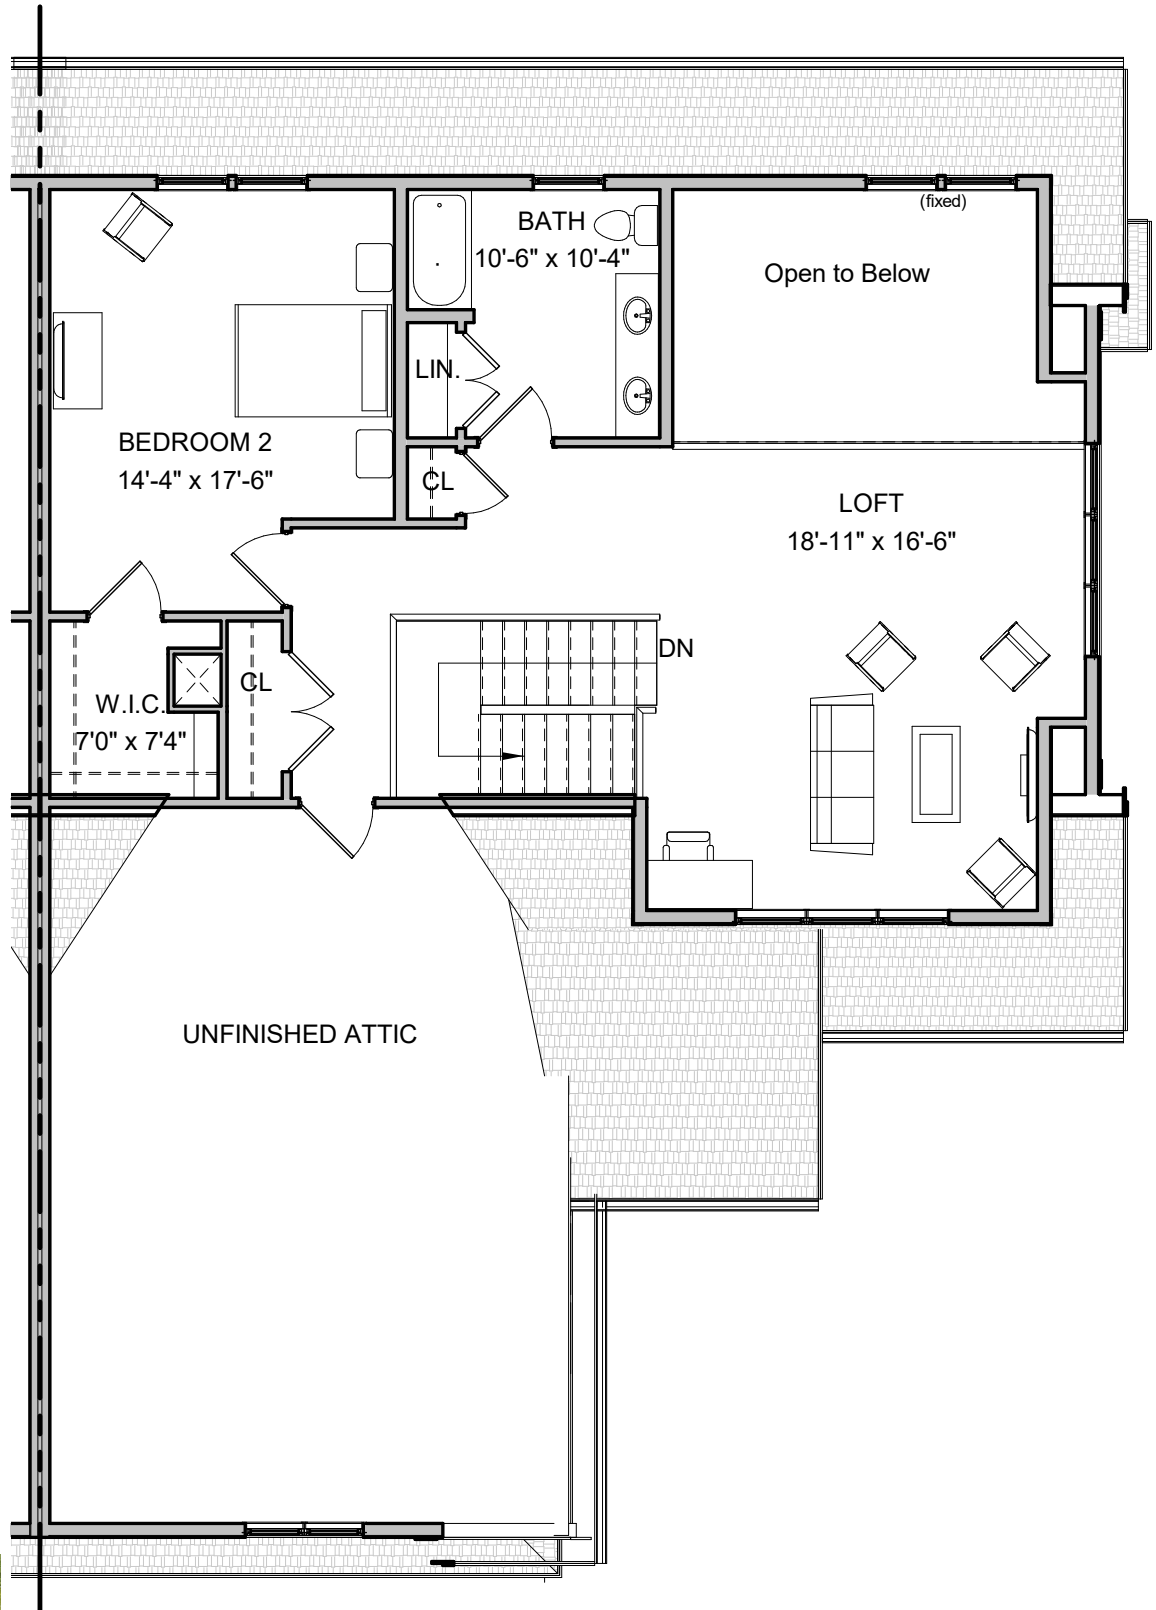 (fixed)
BATH
10'-6" x 10'-4"
Open to Below
LIN.
BEDROOM 2
14'-4" x 17'-6"
CL
LOFT
18'-11" x 16'-6"
DN
CL
W.I.C.
7'0" x 7'4"
UNFINISHED ATTIC